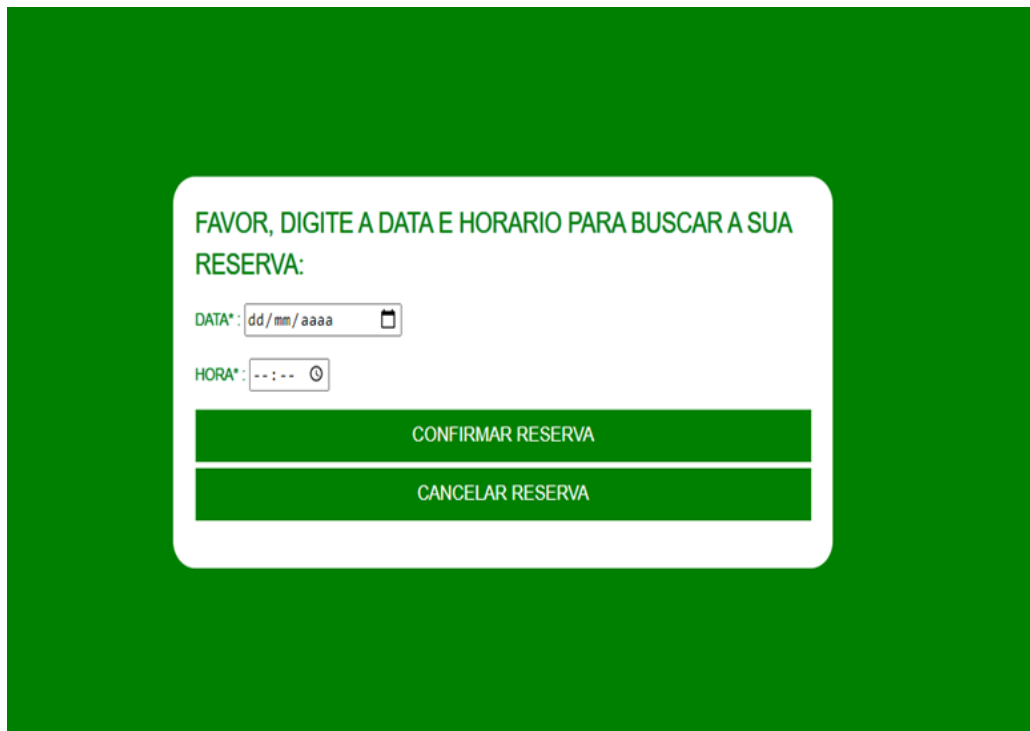 FAVOR, DIGITE A DATA E HORARIO PARA BUSCAR A SUA
RESERVA:
DATA* : dd/mm/aaaa
HORA* : --:--
CONFIRMAR RESERVA
CANCELAR RESERVA